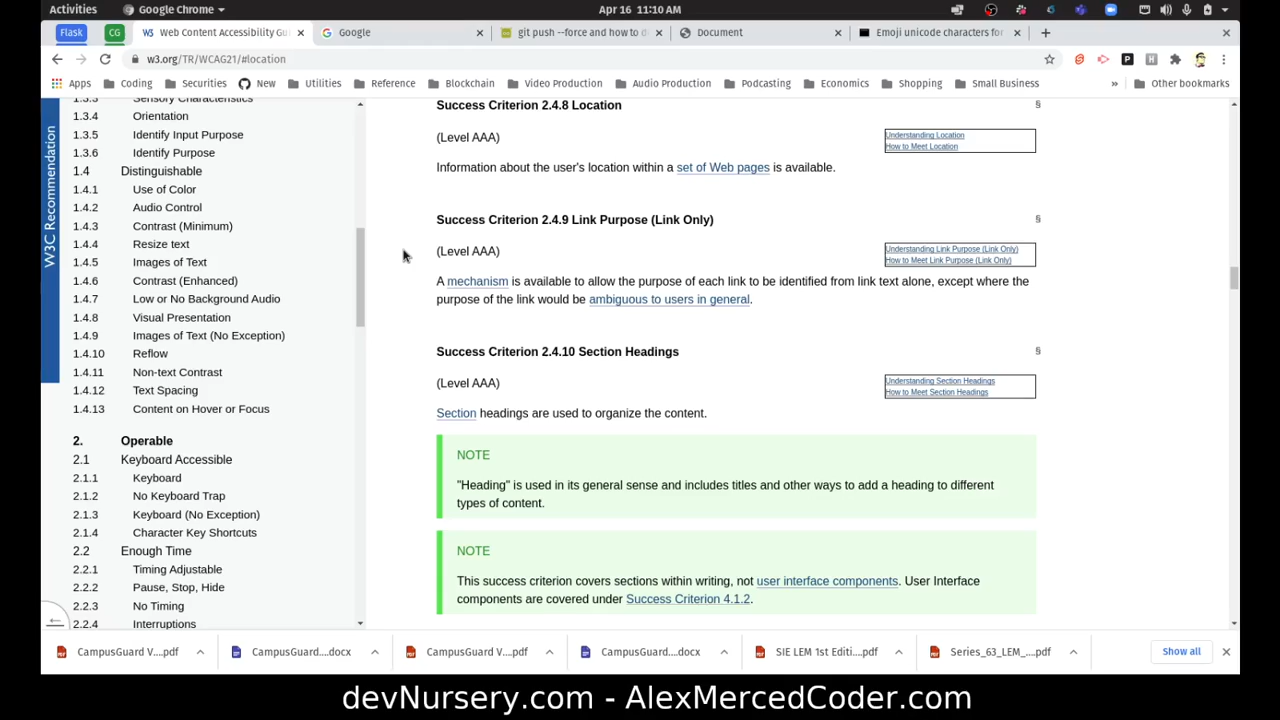 Activities
Google Chrome
Apr 16 11:10 AM
Flask
CG
Web Content Accessibility Gui
Google
git push --force and how to d
Document
Emoji unicode characters for
w3.org/TR/WCAG21/#location
Apps
Coding
Securities
New
Utilities
Reference
Blockchain
Video Production
Audio Production
Podcasting
Economics
Shopping
Small Business
»
Other bookmarks
W3C Recommendation
1.3.3 Sensory Characteristics
1.3.4 Orientation
1.3.5 Identify Input Purpose
1.3.6 Identify Purpose
1.4 Distinguishable
1.4.1 Use of Color
1.4.2 Audio Control
1.4.3 Contrast (Minimum)
1.4.4 Resize text
1.4.5 Images of Text
1.4.6 Contrast (Enhanced)
1.4.7 Low or No Background Audio
1.4.8 Visual Presentation
1.4.9 Images of Text (No Exception)
1.4.10 Reflow
1.4.11 Non-text Contrast
1.4.12 Text Spacing
1.4.13 Content on Hover or Focus
2. Operable
2.1 Keyboard Accessible
2.1.1 Keyboard
2.1.2 No Keyboard Trap
2.1.3 Keyboard (No Exception)
2.1.4 Character Key Shortcuts
2.2 Enough Time
2.2.1 Timing Adjustable
2.2.2 Pause, Stop, Hide
2.2.3 No Timing
2.2.4 Interruptions
Success Criterion 2.4.8 Location §
(Level AAA)
Understanding Location
How to Meet Location
Information about the user's location within a set of Web pages is available.
Success Criterion 2.4.9 Link Purpose (Link Only) §
(Level AAA)
Understanding Link Purpose (Link Only)
How to Meet Link Purpose (Link Only)
A mechanism is available to allow the purpose of each link to be identified from link text alone, except where the
purpose of the link would be ambiguous to users in general.
Success Criterion 2.4.10 Section Headings §
(Level AAA)
Understanding Section Headings
How to Meet Section Headings
Section headings are used to organize the content.
NOTE
"Heading" is used in its general sense and includes titles and other ways to add a heading to different
types of content.
NOTE
This success criterion covers sections within writing, not user interface components. User Interface
components are covered under Success Criterion 4.1.2.
CampusGuard V....pdf
CampusGuard....docx
CampusGuard V....pdf
CampusGuard....docx
SIE LEM 1st Editi....pdf
Series_63_LEM_....pdf
Show all
devNursery.com - AlexMercedCoder.com